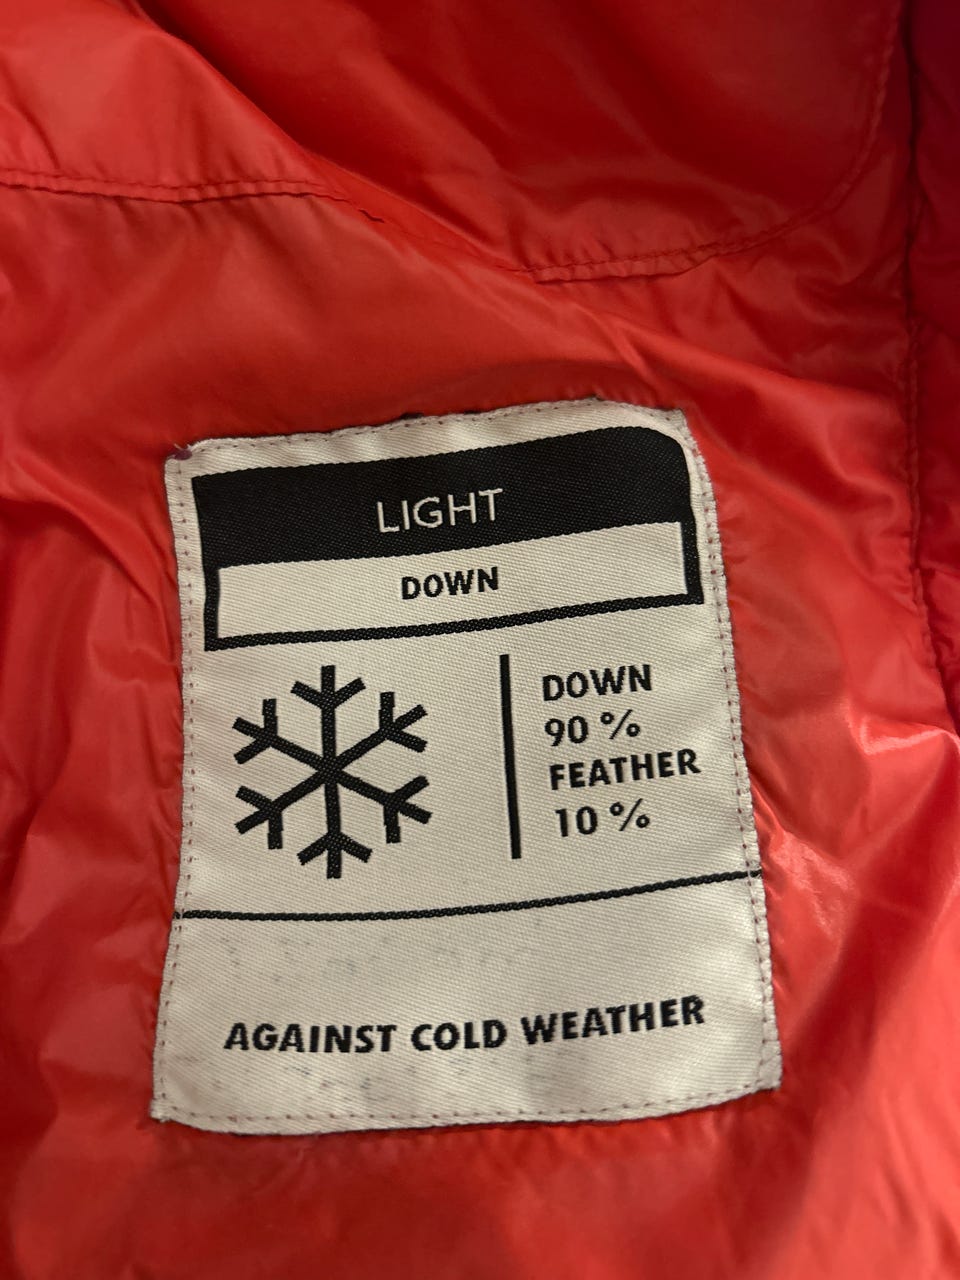 LIGHT
DOWN
DOWN
90 %
FEATHER
10 %
AGAINST COLD WEATHER